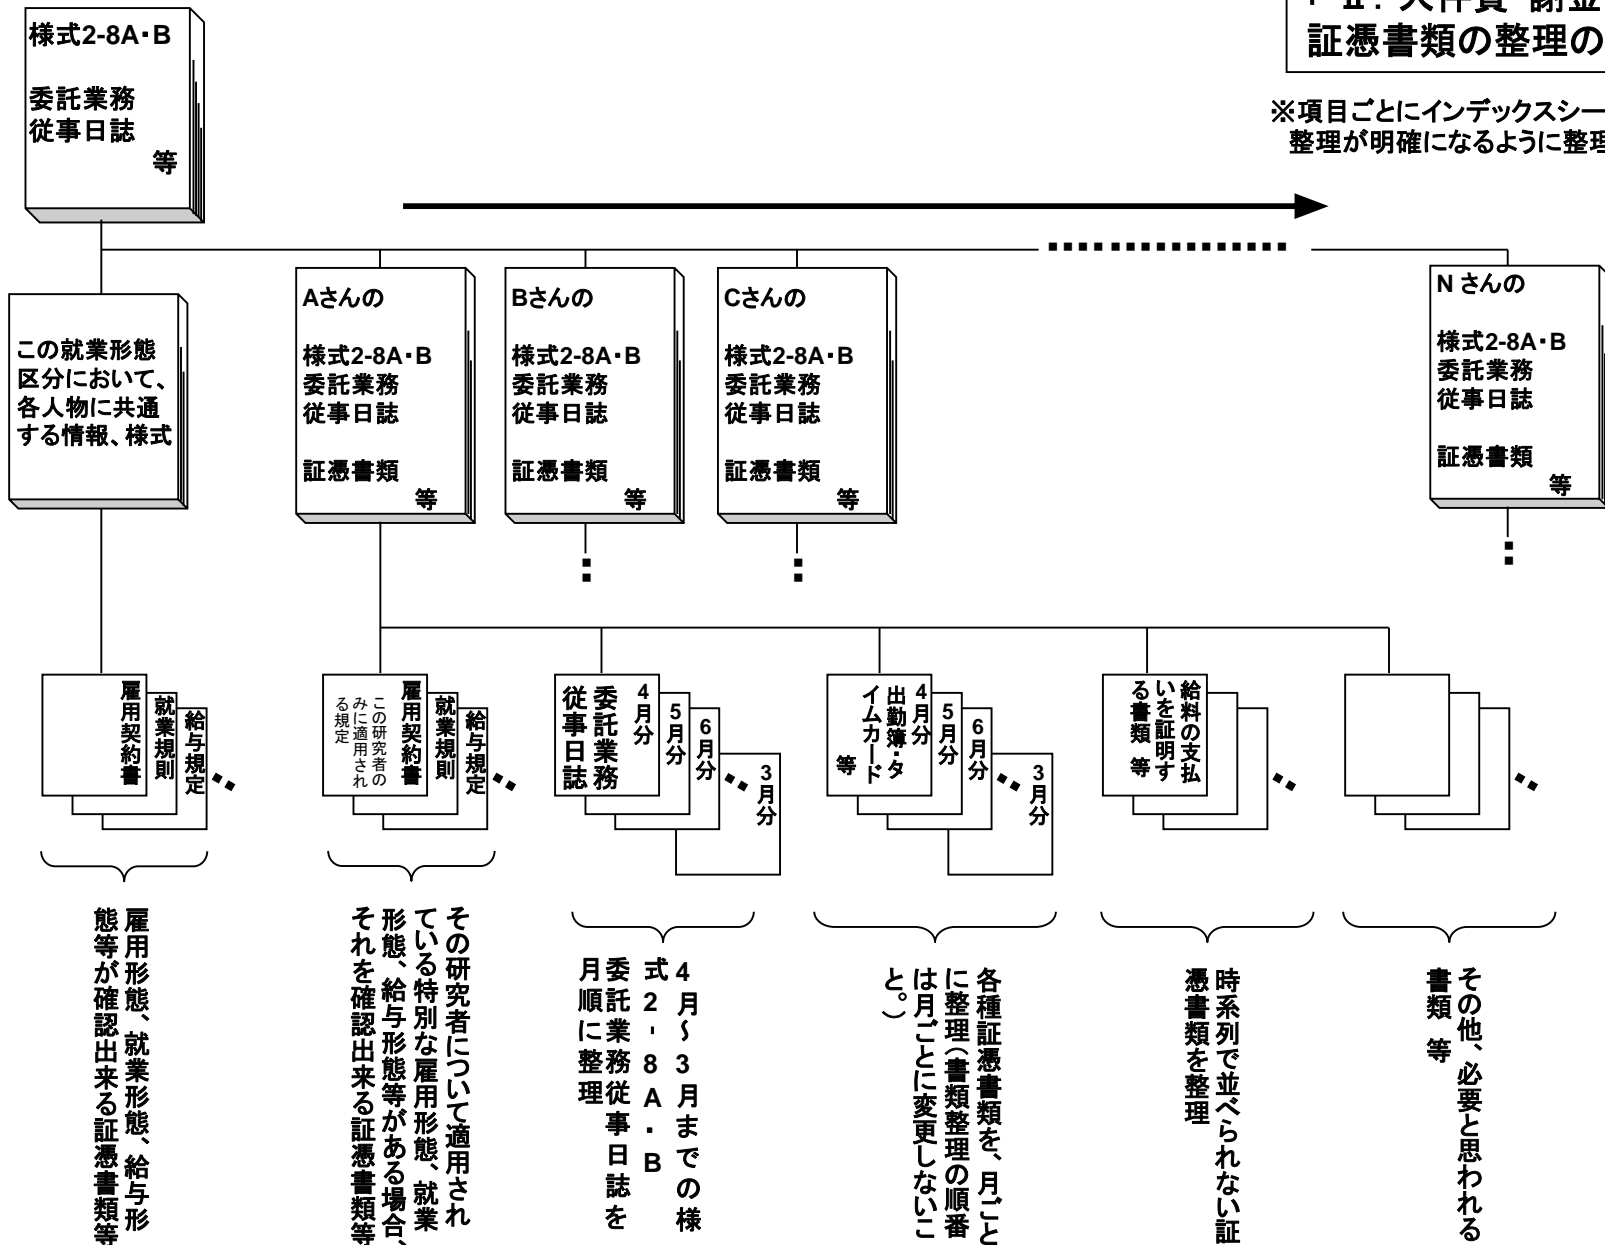 Ⅱ．人件費・謝金
証憑書類の整理の
※項目ごとにインデックスシー
整理が明確になるように整理
様式2-8A･B
委託業務
従事日誌
等
この就業形態
区分において、
各人物に共通
する情報、様式
Aさんの
様式2-8A･B
委託業務
従事日誌
証憑書類
等
Bさんの
様式2-8A･B
委託業務
従事日誌
証憑書類
等
Cさんの
様式2-8A･B
委託業務
従事日誌
証憑書類
等
N さんの
様式2-8A･B
委託業務
従事日誌
証憑書類
等
雇用契約書
就業規則
給与規定
雇用契約書
この研究者の
みに適用され
る規定
就業規則
給与規定
4月分
委託業務
従事日誌
5月分
6月分
3月分
4月分
出勤簿・タ
イムカード
等
5月分
6月分
3月分
給料の支払
いを証明す
る書類 等
雇用形態、就業形態、給与形
態等が確認出来る証憑書類等
その研究者について適用され
ている特別な雇用形態、就業
形態、給与形態等がある場合、
それを確認出来る証憑書類等
4月～3月までの様
式2-8A・B
委託業務従事日誌を
月順に整理
各種証憑書類を、月ごと
に整理（書類整理の順番
は月ごとに変更しないこ
と。）
時系列で並べられない証
憑書類を整理
その他、必要と思われる
書類 等